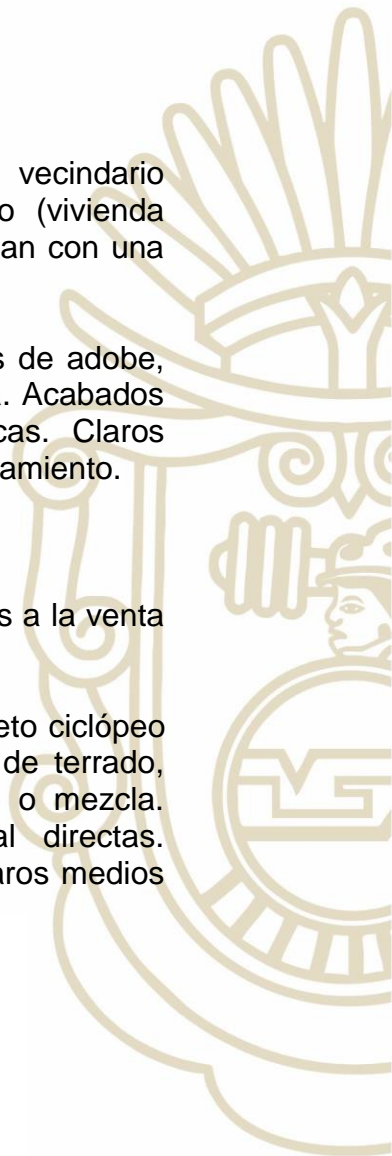 vecindario
o (vivienda
an con una
s de adobe,
. Acabados
cas. Claros
amiento.
s a la venta
eto ciclópeo
de terrado,
o mezcla.
al directas.
aros medios